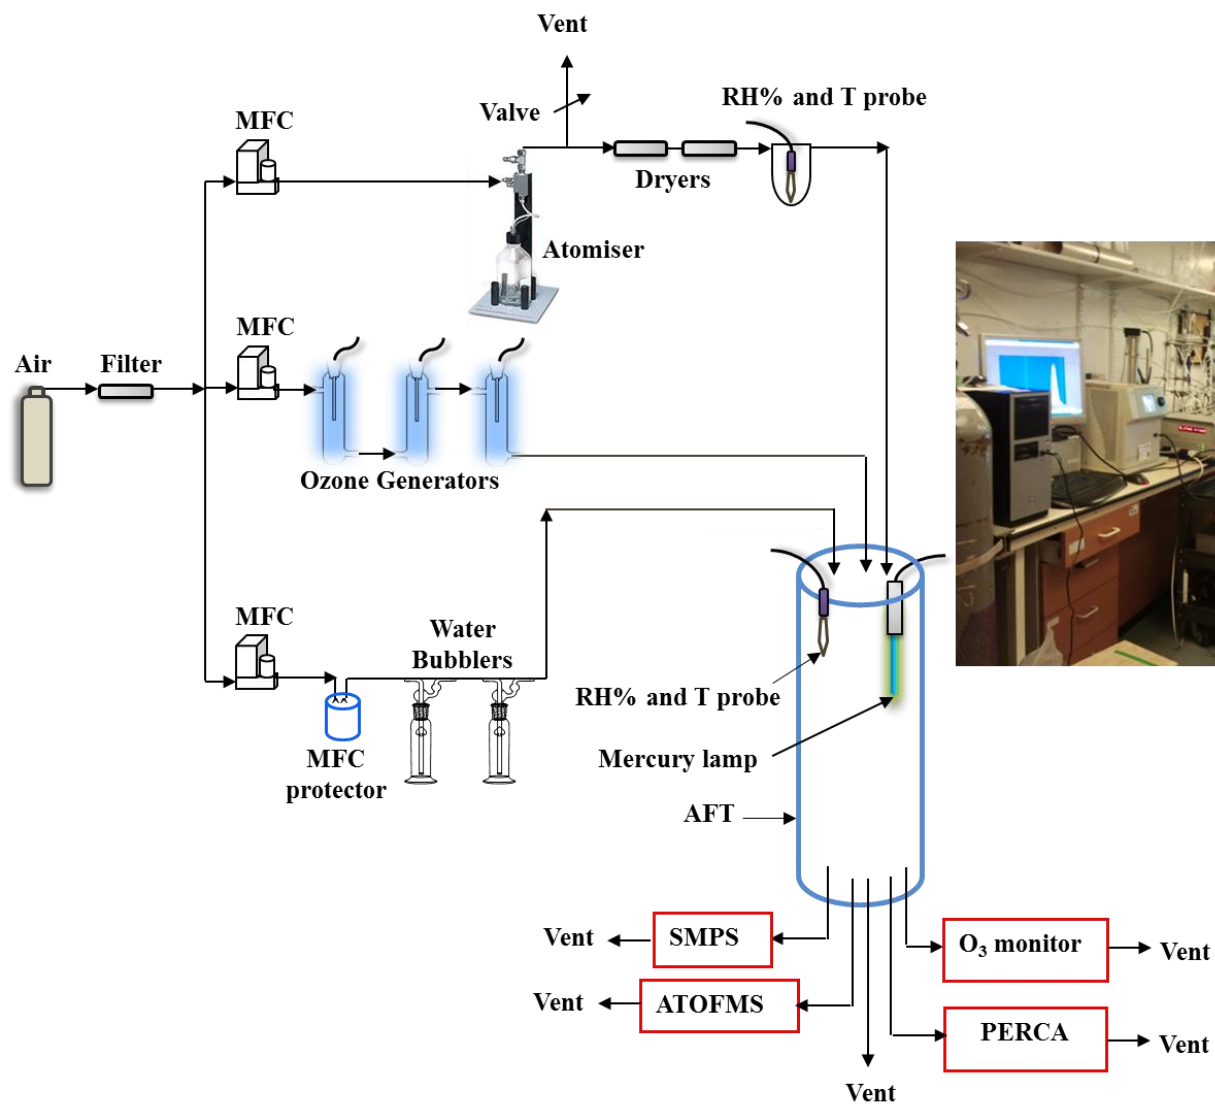 Vent
Valve
RH% and T probe
MFC
Dryers
Atomiser
MFC
Air
Filter
Ozone Generators
MFC
Water
Bubblers
RH% and T probe
MFC
protector
Mercury lamp
AFT
Vent
SMPS
O₃ monitor
Vent
Vent
ATOFMS
PERCA
Vent
Vent